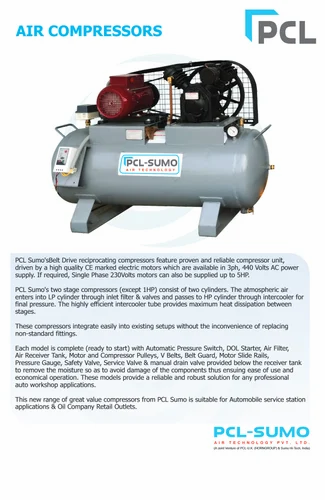 AIR COMPRESSORS
PCL
PCL-SUMO
AIR TECHNOLOGY
PCL Sumo'sBelt Drive reciprocating compressors feature proven and reliable compressor unit,
driven by a high quality CE marked electric motors which are available in 3ph, 440 Volts AC power
supply. If required, Single Phase 230Volts motors can also be supplied up to 5HP.
PCL Sumo's two stage compressors (except 1HP) consist of two cylinders. The atmospheric air
enters into LP cylinder through inlet filter & valves and passes to HP cylinder through intercooler for
final pressure. The highly efficient intercooler tube provides maximum heat dissipation between
stages.
These compressors integrate easily into existing setups without the inconvenience of replacing
non-standard fittings.
Each model is complete (ready to start) with Automatic Pressure Switch, DOL Starter, Air Filter,
Air Receiver Tank, Motor and Compressor Pulleys, V Belts, Belt Guard, Motor Slide Rails,
Pressure Gauge, Safety Valve, Service Valve & manual drain valve provided below the receiver tank
to remove the moisture so as to avoid damage of the components thus ensuing ease of use and
economical operation. These models provide a reliable and robust solution for any professional
auto workshop applications.
This new range of great value compressors from PCL Sumo is suitable for Automobile service station
applications & Oil Company Retail Outlets.
PCL-SUMO
AIR TECHNOLOGY PVT. LTD.
(A Joint Venture of PCL U.K. (HORNGROUP) & Sumo Hi-Tech, India)